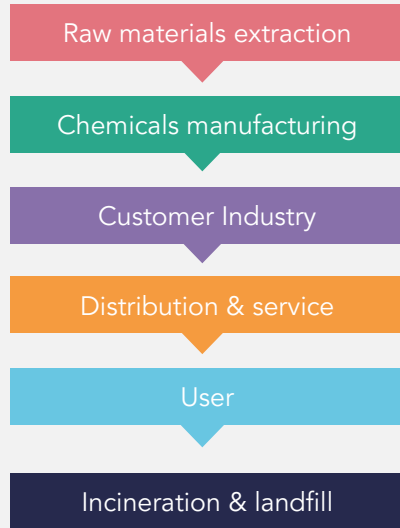 Raw materials extraction
Chemicals manufacturing
Customer Industry
Distribution & service
User
Incineration & landfill